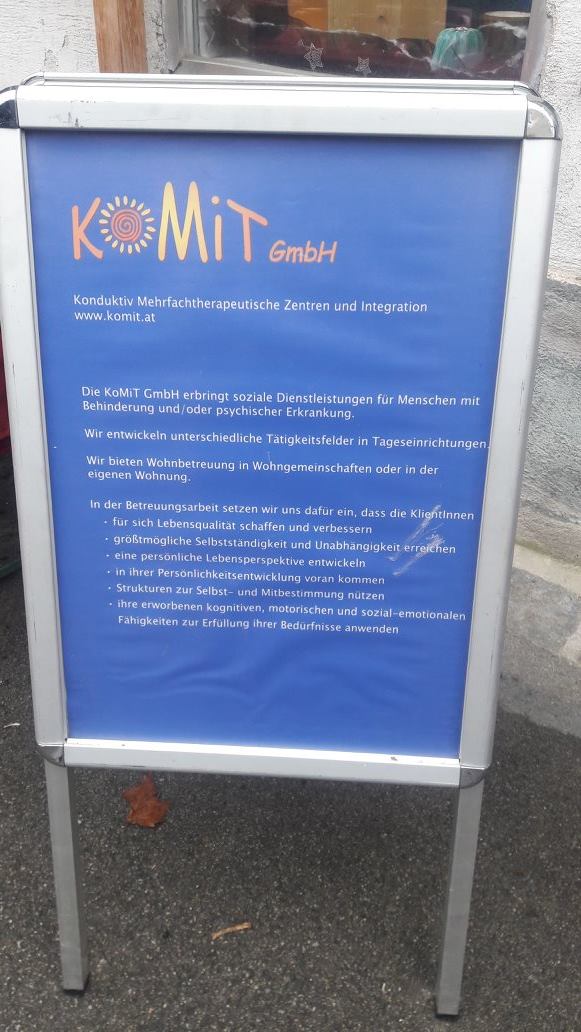 KOMiT GmbH
Konduktiv Mehrfachtherapeutische Zentren und Integration
www.komit.at
Die KoMiT GmbH erbringt soziale Dienstleistungen für Menschen mit
Behinderung und/oder psychischer Erkrankung.
Wir entwickeln unterschiedliche Tätigkeitsfelder in Tageseinrichtungen.
Wir bieten Wohnbetreuung in Wohngemeinschaften oder in der
eigenen Wohnung.
In der Betreuungsarbeit setzen wir uns dafür ein, dass die KlientInnen
· für sich Lebensqualität schaffen und verbessern
· größtmögliche Selbstständigkeit und Unabhängigkeit erreichen
· eine persönliche Lebensperspektive entwickeln
· in ihrer Persönlichkeitsentwicklung voran kommen
· Strukturen zur Selbst- und Mitbestimmung nützen
· ihre erworbenen kognitiven, motorischen und sozial-emotionalen
Fähigkeiten zur Erfüllung ihrer Bedürfnisse anwenden